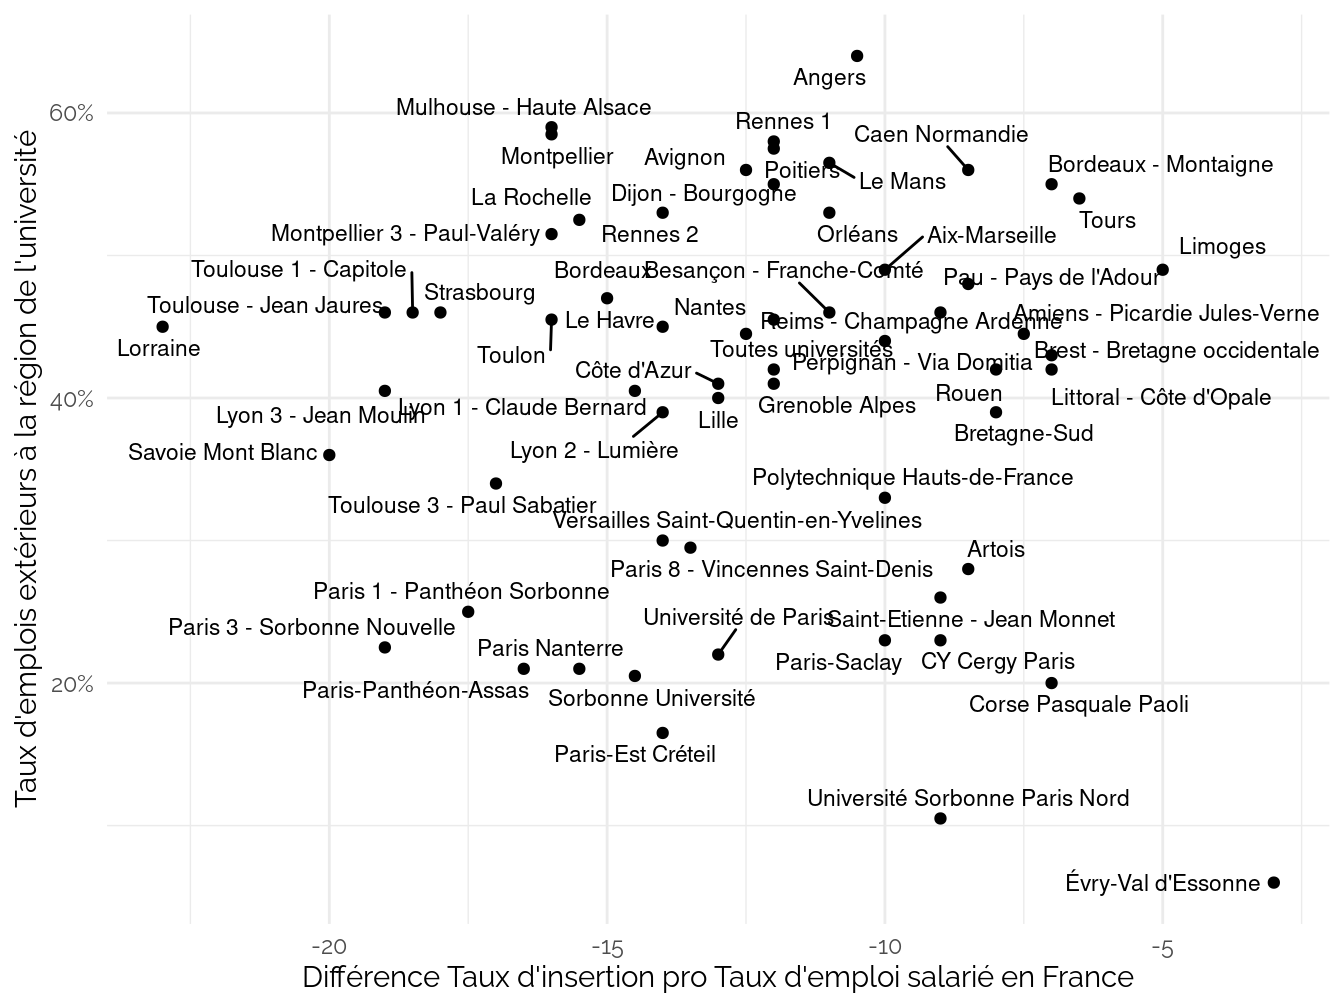 Angers
Mulhouse - Haute Alsace
60%
Rennes 1
Caen Normandie
Montpellier
Avignon
Poitiers
Bordeaux - Montaigne
Le Mans
La Rochelle
Dijon - Bourgogne
Tours
Montpellier 3 - Paul-Valéry
Rennes 2
Orléans
Aix-Marseille
Limoges
Toulouse 1 - Capitole
Bordeaux
Besançon - Franche-Comté
Pau - Pays de l'Adour
Toulouse - Jean Jaures
Strasbourg
Nantes
Amiens - Picardie Jules-Verne
Le Havre
Reims - Champagne Ardenne
Lorraine
Toulon
Toutes universités
Brest - Bretagne occidentale
Côte d'Azur
Perpignan - Via Domitia
40%
Lyon 3 - Jean Moulin
Lyon 1 - Claude Bernard
Lille
Grenoble Alpes
Rouen
Littoral - Côte d'Opale
Bretagne-Sud
Savoie Mont Blanc
Lyon 2 - Lumière
Polytechnique Hauts-de-France
Toulouse 3 - Paul Sabatier
Versailles Saint-Quentin-en-Yvelines
Artois
Paris 8 - Vincennes Saint-Denis
Paris 1 - Panthéon Sorbonne
Université de Paris
Saint-Etienne - Jean Monnet
Paris 3 - Sorbonne Nouvelle
Paris Nanterre
Paris-Saclay
CY Cergy Paris
20%
Paris-Panthéon-Assas
Sorbonne Université
Corse Pasquale Paoli
Paris-Est Créteil
Université Sorbonne Paris Nord
Évry-Val d'Essonne
-20
-15
-10
-5
Différence Taux d'insertion pro Taux d'emploi salarié en France
Taux d'emplois extérieurs à la région de l'université